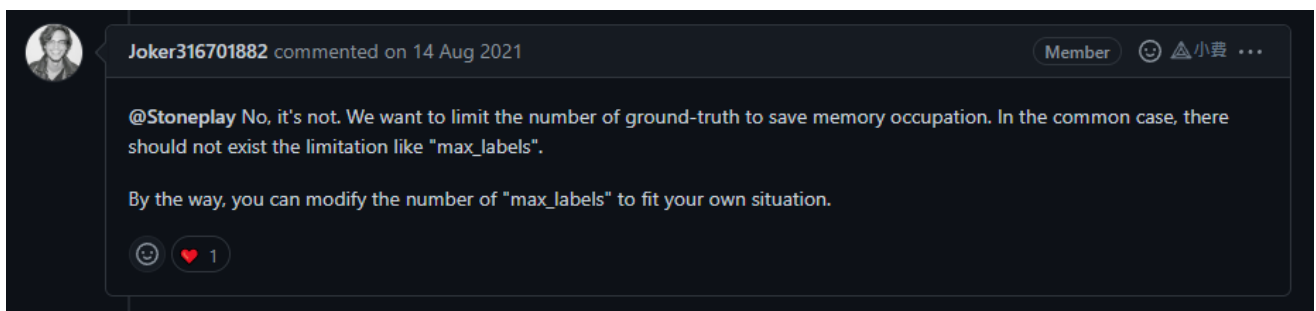 Joker316701882 commented on 14 Aug 2021 Member 小費 ...
@Stoneplay No, it's not. We want to limit the number of ground-truth to save memory occupation. In the common case, there
should not exist the limitation like "max_labels".
By the way, you can modify the number of "max_labels" to fit your own situation.
1